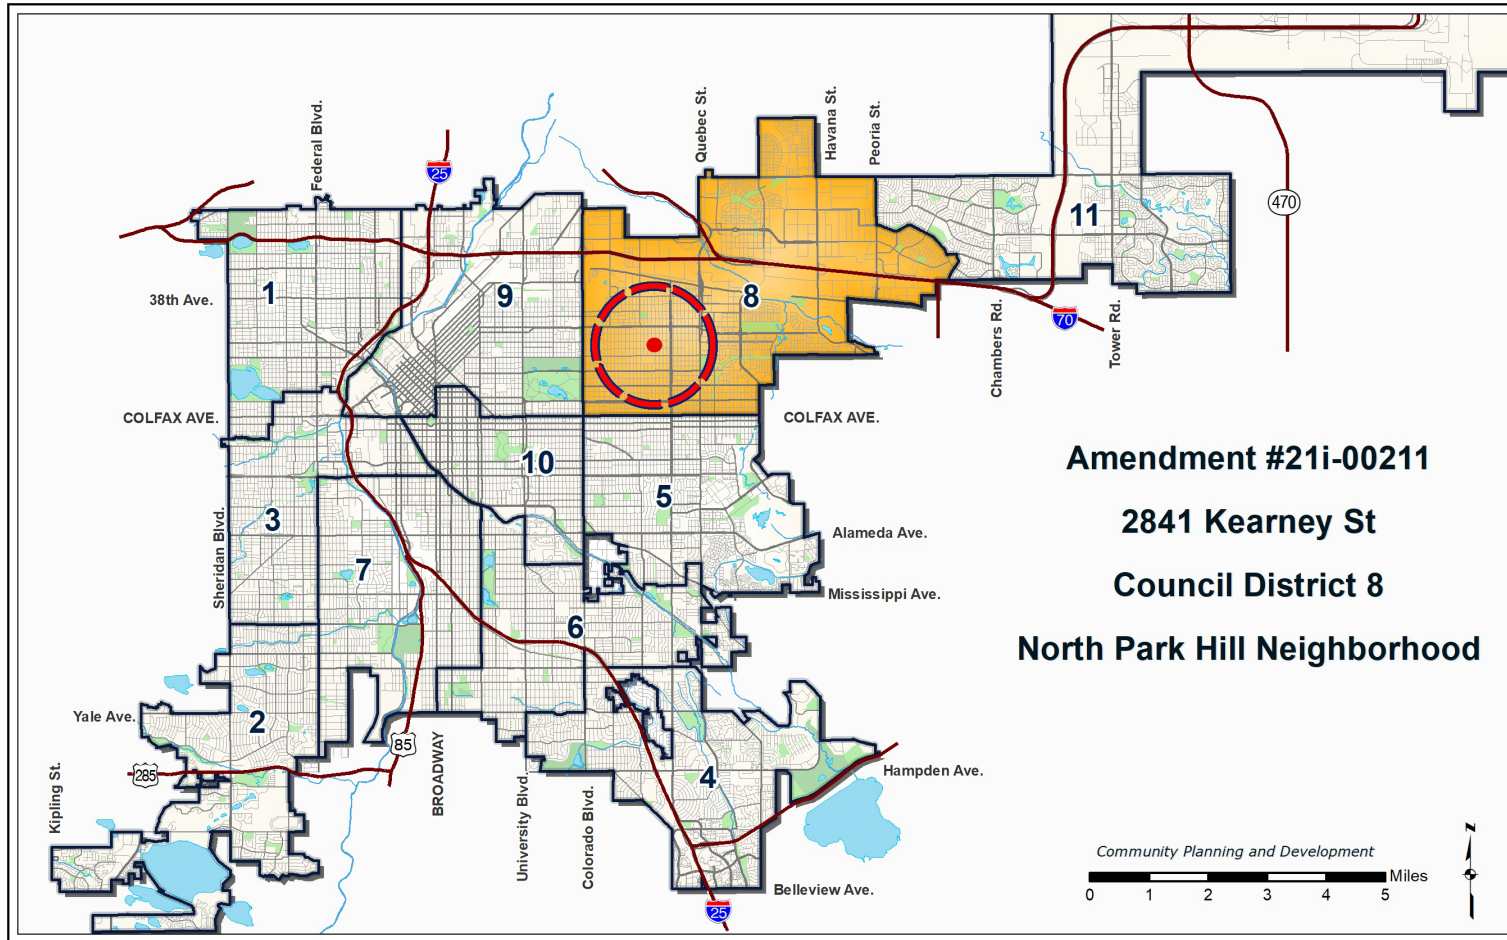 Federal Blvd.
Quebec St.
Havana St.
Peoria St.
25
470
11
1
9
8
38th Ave.
70
Chambers Rd.
Tower Rd.
COLFAX AVE.
COLFAX AVE.
Amendment #21i-00211
2841 Kearney St
Council District 8
North Park Hill Neighborhood
10
5
3
Sheridan Blvd.
Alameda Ave.
7
Mississippi Ave.
6
Yale Ave.
2
85
BROADWAY
285
4
Hampden Ave.
Kipling St.
University Blvd.
Colorado Blvd.
Belleview Ave.
25
Community Planning and Development
Miles
0 1 2 3 4 5
N